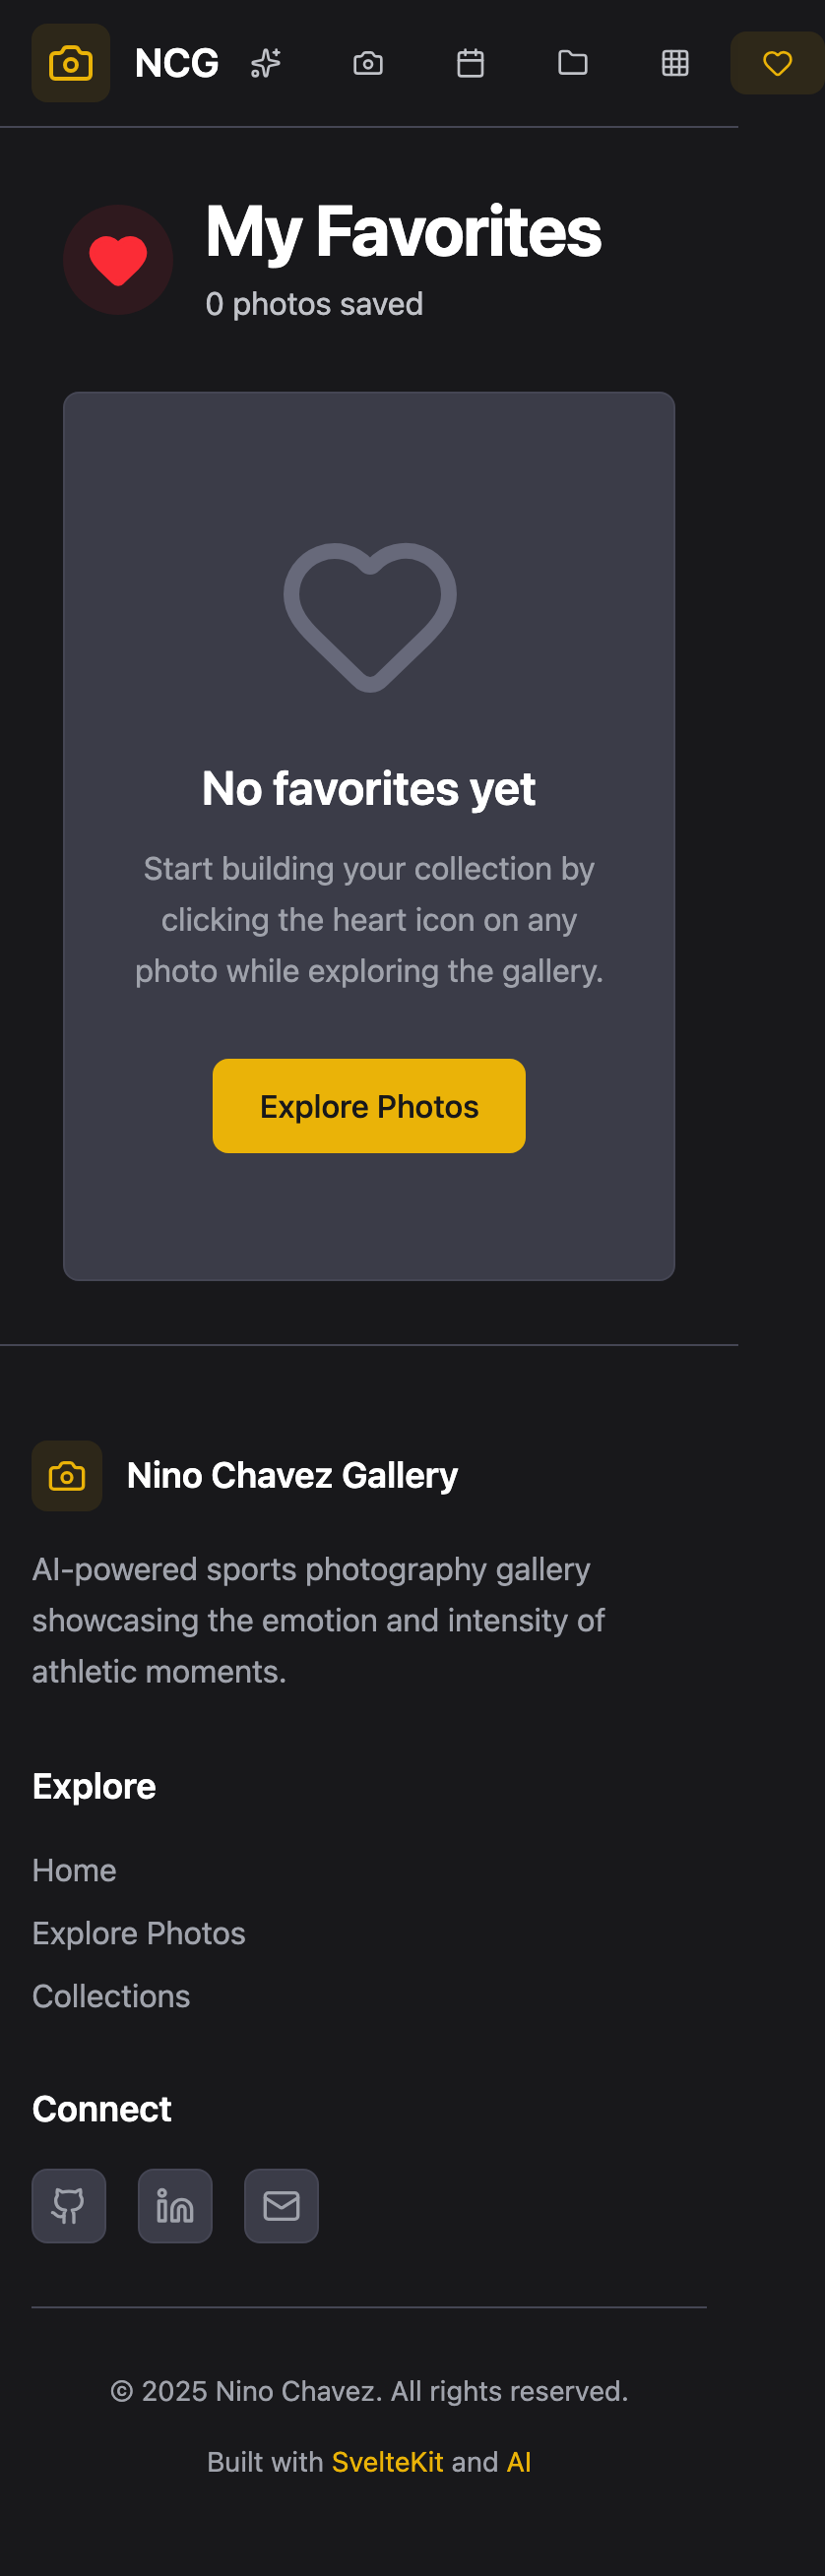 NCG
My Favorites
0 photos saved
No favorites yet
Start building your collection by
clicking the heart icon on any
photo while exploring the gallery.
Explore Photos
Nino Chavez Gallery
AI-powered sports photography gallery
showcasing the emotion and intensity of
athletic moments.
Explore
Home
Explore Photos
Collections
Connect
© 2025 Nino Chavez. All rights reserved.
Built with SvelteKit and AI